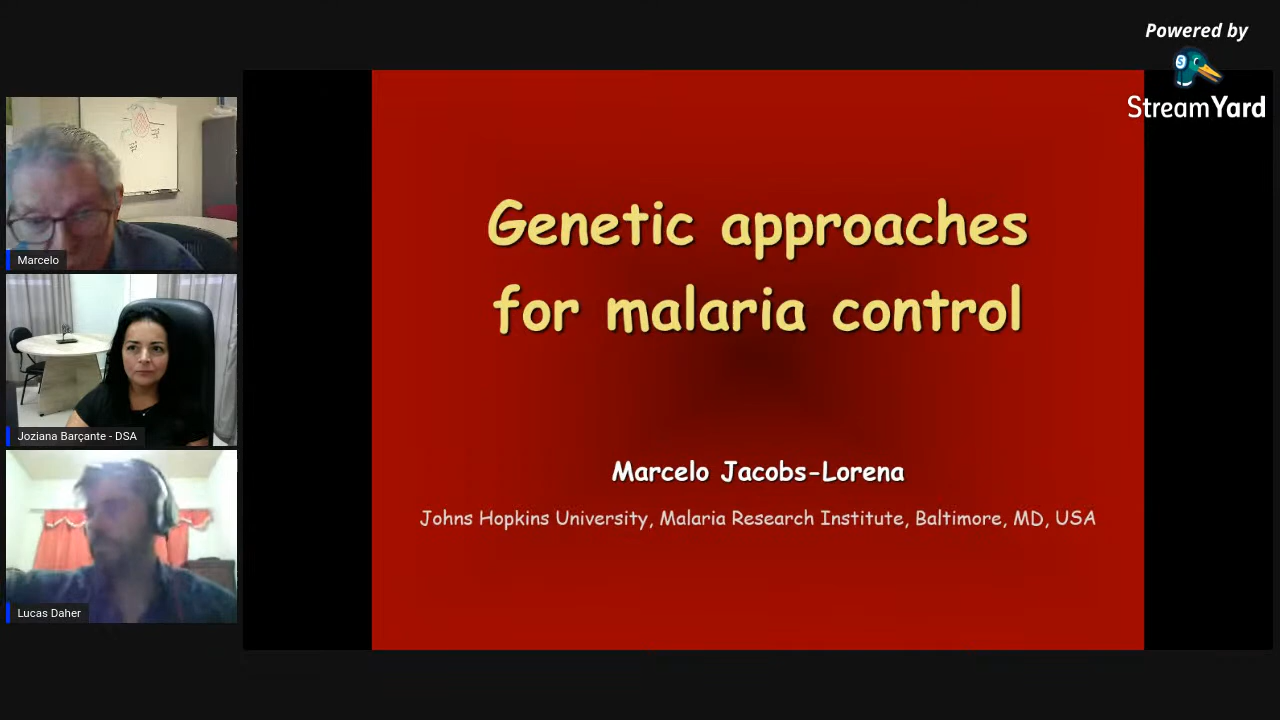 Powered by
StreamYard
Marcelo
Joziana Barçante - DSA
Lucas Daher
Genetic approaches
for malaria control
Marcelo Jacobs-Lorena
Johns Hopkins University, Malaria Research Institute, Baltimore, MD, USA